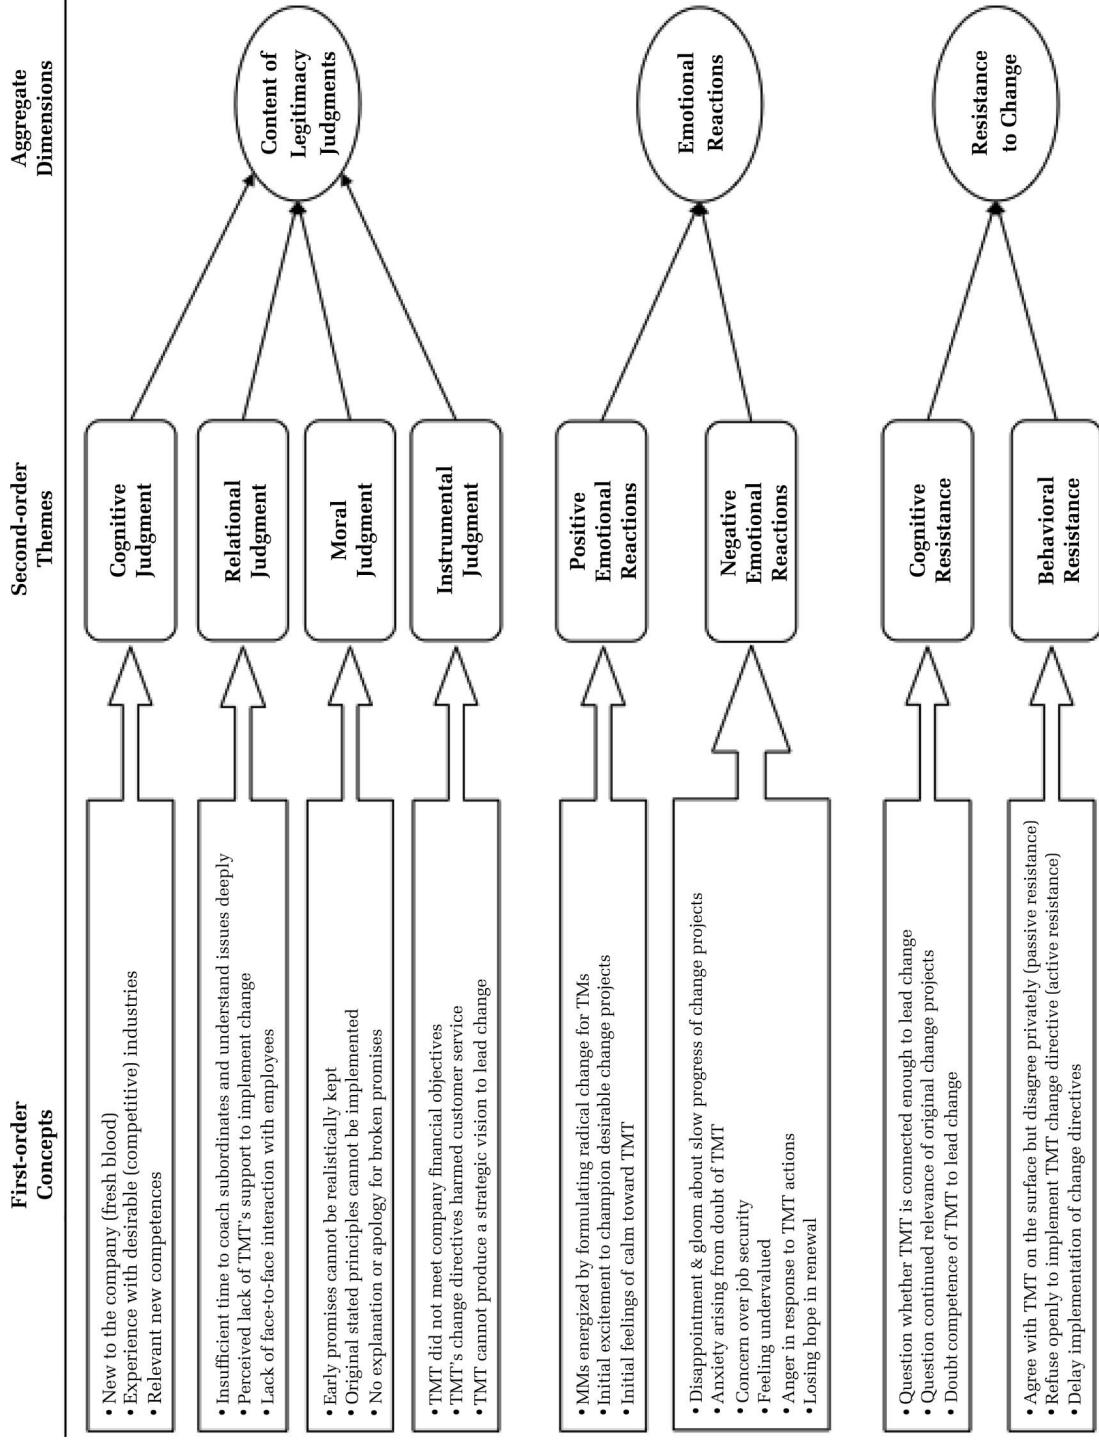 First-order
Concepts
Second-order
Themes
Aggregate
Dimensions
• New to the company (fresh blood)
• Experience with desirable (competitive) industries
• Relevant new competences
Cognitive
Judgment
• Insufficient time to coach subordinates and understand issues deeply
• Perceived lack of TMT's support to implement change
• Lack of face-to-face interaction with employees
Relational
Judgment
• Early promises cannot be realistically kept
• Original stated principles cannot be implemented
• No explanation or apology for broken promises
Moral
Judgment
• TMT did not meet company financial objectives
• TMT's change directives harmed customer service
• TMT cannot produce a strategic vision to lead change
Instrumental
Judgment
Content of
Legitimacy
Judgments
• MMs energized by formulating radical change for TMs
• Initial excitement to champion desirable change projects
• Initial feelings of calm toward TMT
Positive
Emotional
Reactions
• Disappointment & gloom about slow progress of change projects
• Anxiety arising from doubt of TMT
• Concern over job security
• Feeling undervalued
• Anger in response to TMT actions
• Losing hope in renewal
Negative
Emotional
Reactions
Emotional
Reactions
• Question whether TMT is connected enough to lead change
• Question continued relevance of original change projects
• Doubt competence of TMT to lead change
Cognitive
Resistance
• Agree with TMT on the surface but disagree privately (passive resistance)
• Refuse openly to implement TMT change directive (active resistance)
• Delay implementation of change directives
Behavioral
Resistance
Resistance
to Change